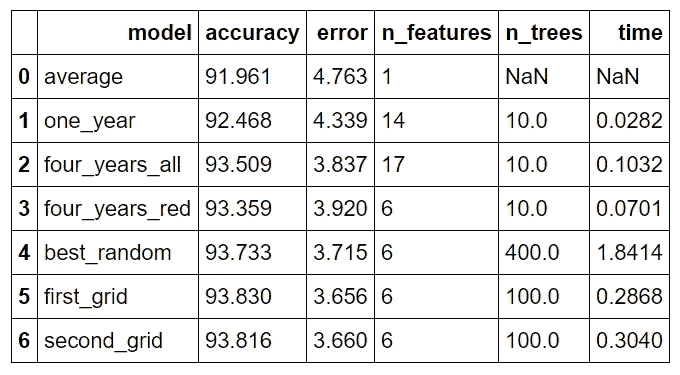 model accuracy error n_features n_trees time
0 average 91.961 4.763 1 NaN NaN
1 one_year 92.468 4.339 14 10.0 0.0282
2 four_years_all 93.509 3.837 17 10.0 0.1032
3 four_years_red 93.359 3.920 6 10.0 0.0701
4 best_random 93.733 3.715 6 400.0 1.8414
5 first_grid 93.830 3.656 6 100.0 0.2868
6 second_grid 93.816 3.660 6 100.0 0.3040